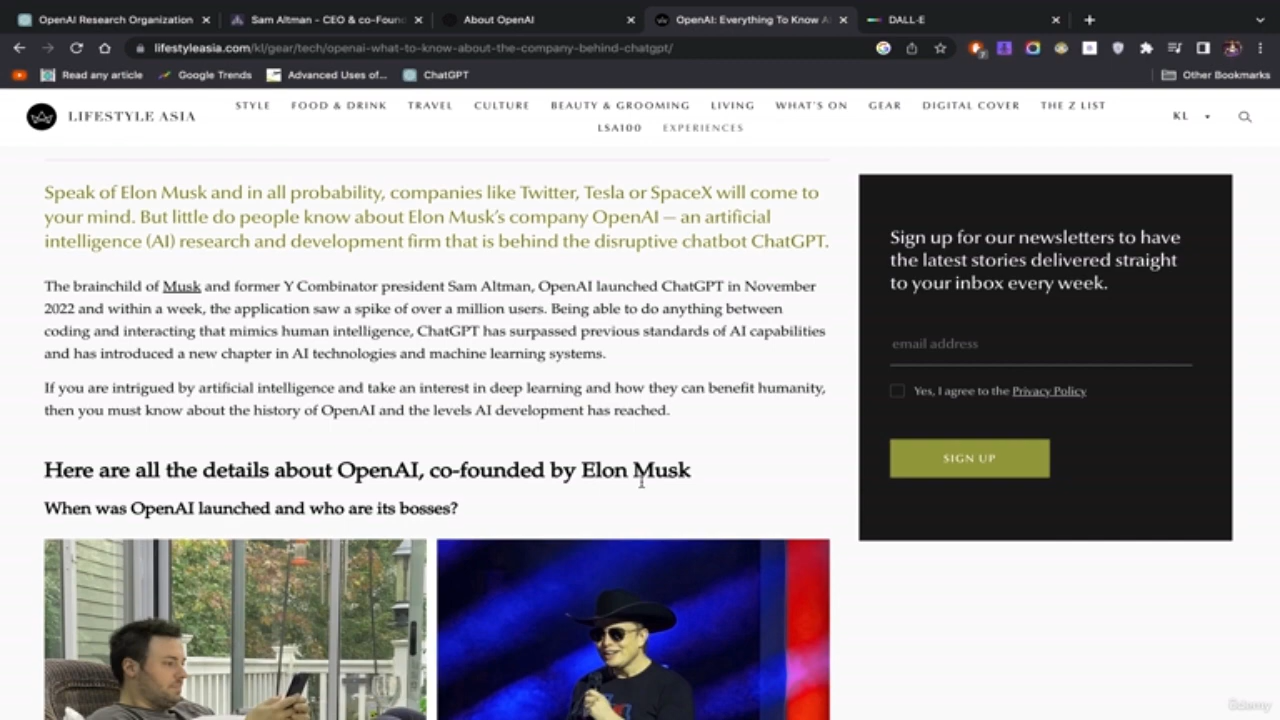 OpenAI Research Organization
Sam Altman - CEO & co-Foun
About OpenAI
OpenAI: Everything To Know A
DALL·E
lifestyleasia.com/kl/gear/tech/openai-what-to-know-about-the-company-behind-chatgpt/
Read any article
Google Trends
Advanced Uses of...
ChatGPT
Other Bookmarks
LIFESTYLE ASIA
STYLE FOOD & DRINK TRAVEL CULTURE BEAUTY & GROOMING LIVING WHAT'S ON GEAR DIGITAL COVER THE Z LIST
LSA100 EXPERIENCES
KL
Speak of Elon Musk and in all probability, companies like Twitter, Tesla or SpaceX will come to
your mind. But little do people know about Elon Musk's company OpenAI — an artificial
intelligence (AI) research and development firm that is behind the disruptive chatbot ChatGPT.
The brainchild of Musk and former Y Combinator president Sam Altman, OpenAI launched ChatGPT in November
2022 and within a week, the application saw a spike of over a million users. Being able to do anything between
coding and interacting that mimics human intelligence, ChatGPT has surpassed previous standards of AI capabilities
and has introduced a new chapter in AI technologies and machine learning systems.
If you are intrigued by artificial intelligence and take an interest in deep learning and how they can benefit humanity,
then you must know about the history of OpenAI and the levels AI development has reached.
Here are all the details about OpenAI, co-founded by Elon Musk
When was OpenAI launched and who are its bosses?
Sign up for our newsletters to have
the latest stories delivered straight
to your inbox every week.
email address
Yes, I agree to the Privacy Policy
SIGN UP
Udemy